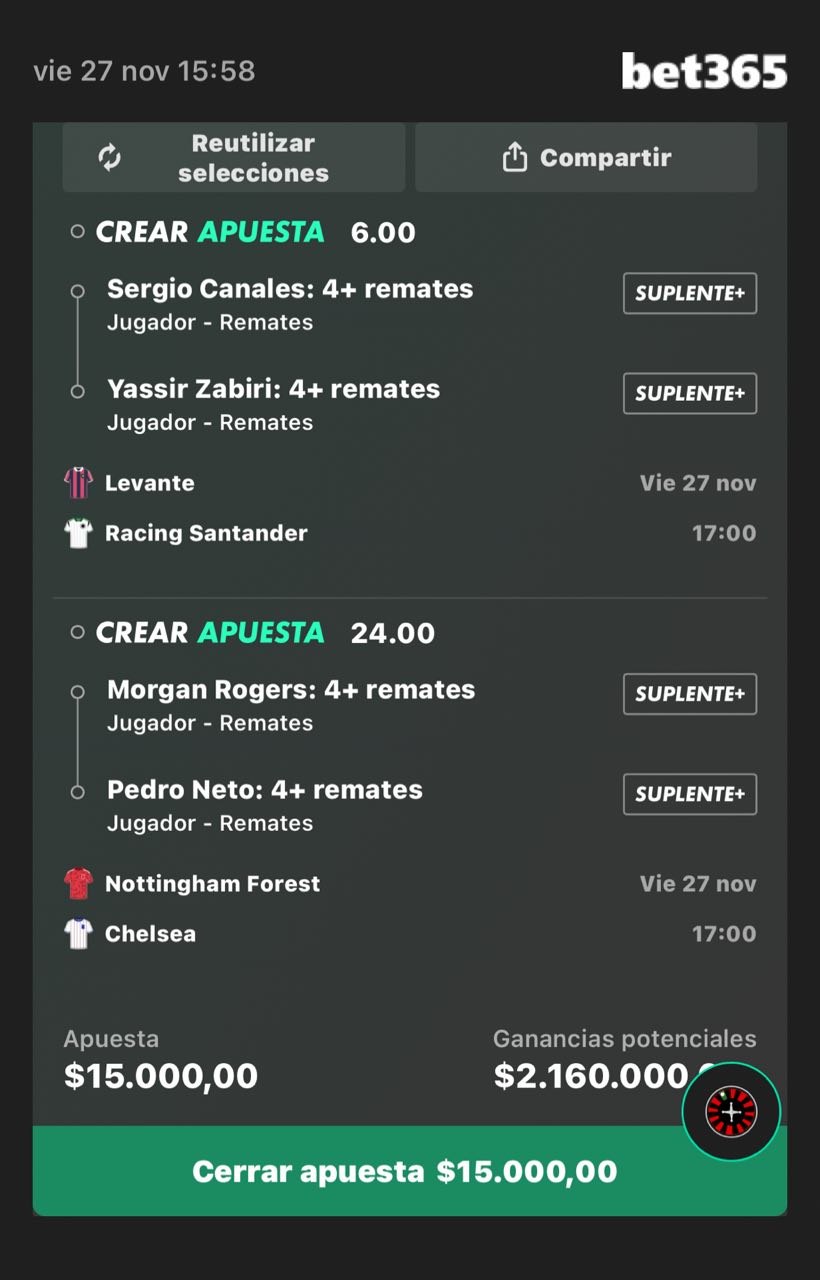 vie 27 nov 15:58
bet365
Reutilizar
selecciones
Compartir
CREAR APUESTA 6.00
Sergio Canales: 4+ remates
SUPLENTE+
Jugador - Remates
Yassir Zabiri: 4+ remates
SUPLENTE+
Jugador - Remates
Levante
Vie 27 nov
Racing Santander
17:00
CREAR APUESTA 24.00
Morgan Rogers: 4+ remates
SUPLENTE+
Jugador - Remates
Pedro Neto: 4+ remates
SUPLENTE+
Jugador - Remates
Nottingham Forest
Vie 27 nov
Chelsea
17:00
Apuesta
Ganancias potenciales
$15.000,00
$2.160.000
Cerrar apuesta $15.000,00